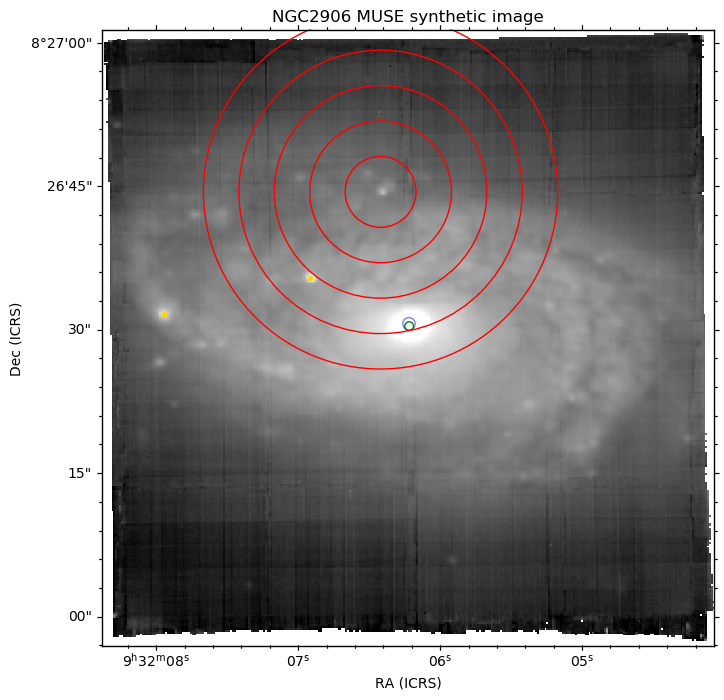 NGC2906 MUSE synthetic image
8°27'00"
26'45"
30"
15"
00"
Dec (ICRS)
9ʰ32ᵐ08ˢ 07ˢ 06ˢ 05ˢ
RA (ICRS)